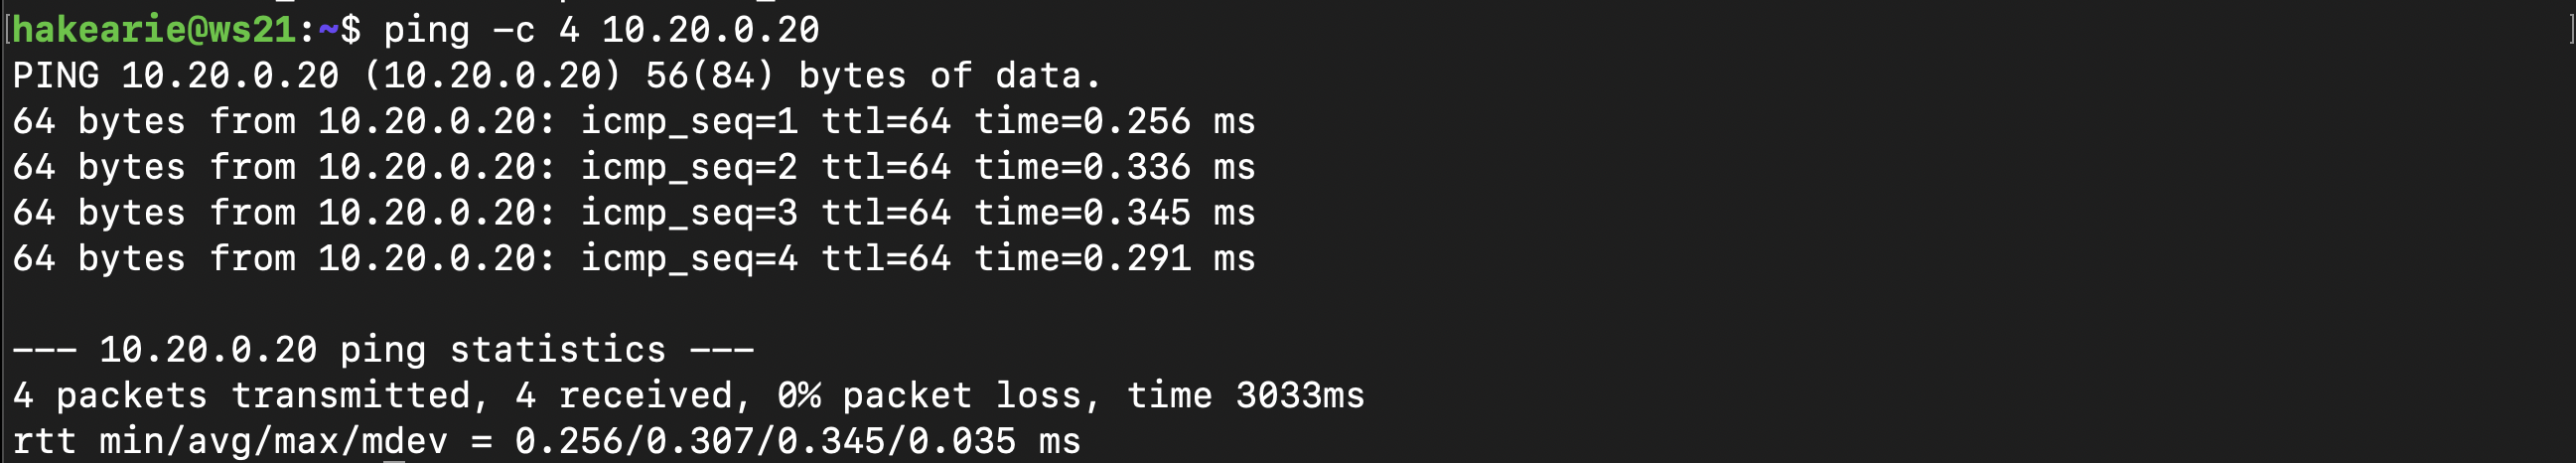 hakearie@ws21:~$ ping -c 4 10.20.0.20
PING 10.20.0.20 (10.20.0.20) 56(84) bytes of data.
64 bytes from 10.20.0.20: icmp_seq=1 ttl=64 time=0.256 ms
64 bytes from 10.20.0.20: icmp_seq=2 ttl=64 time=0.336 ms
64 bytes from 10.20.0.20: icmp_seq=3 ttl=64 time=0.345 ms
64 bytes from 10.20.0.20: icmp_seq=4 ttl=64 time=0.291 ms

--- 10.20.0.20 ping statistics ---
4 packets transmitted, 4 received, 0% packet loss, time 3033ms
rtt min/avg/max/mdev = 0.256/0.307/0.345/0.035 ms